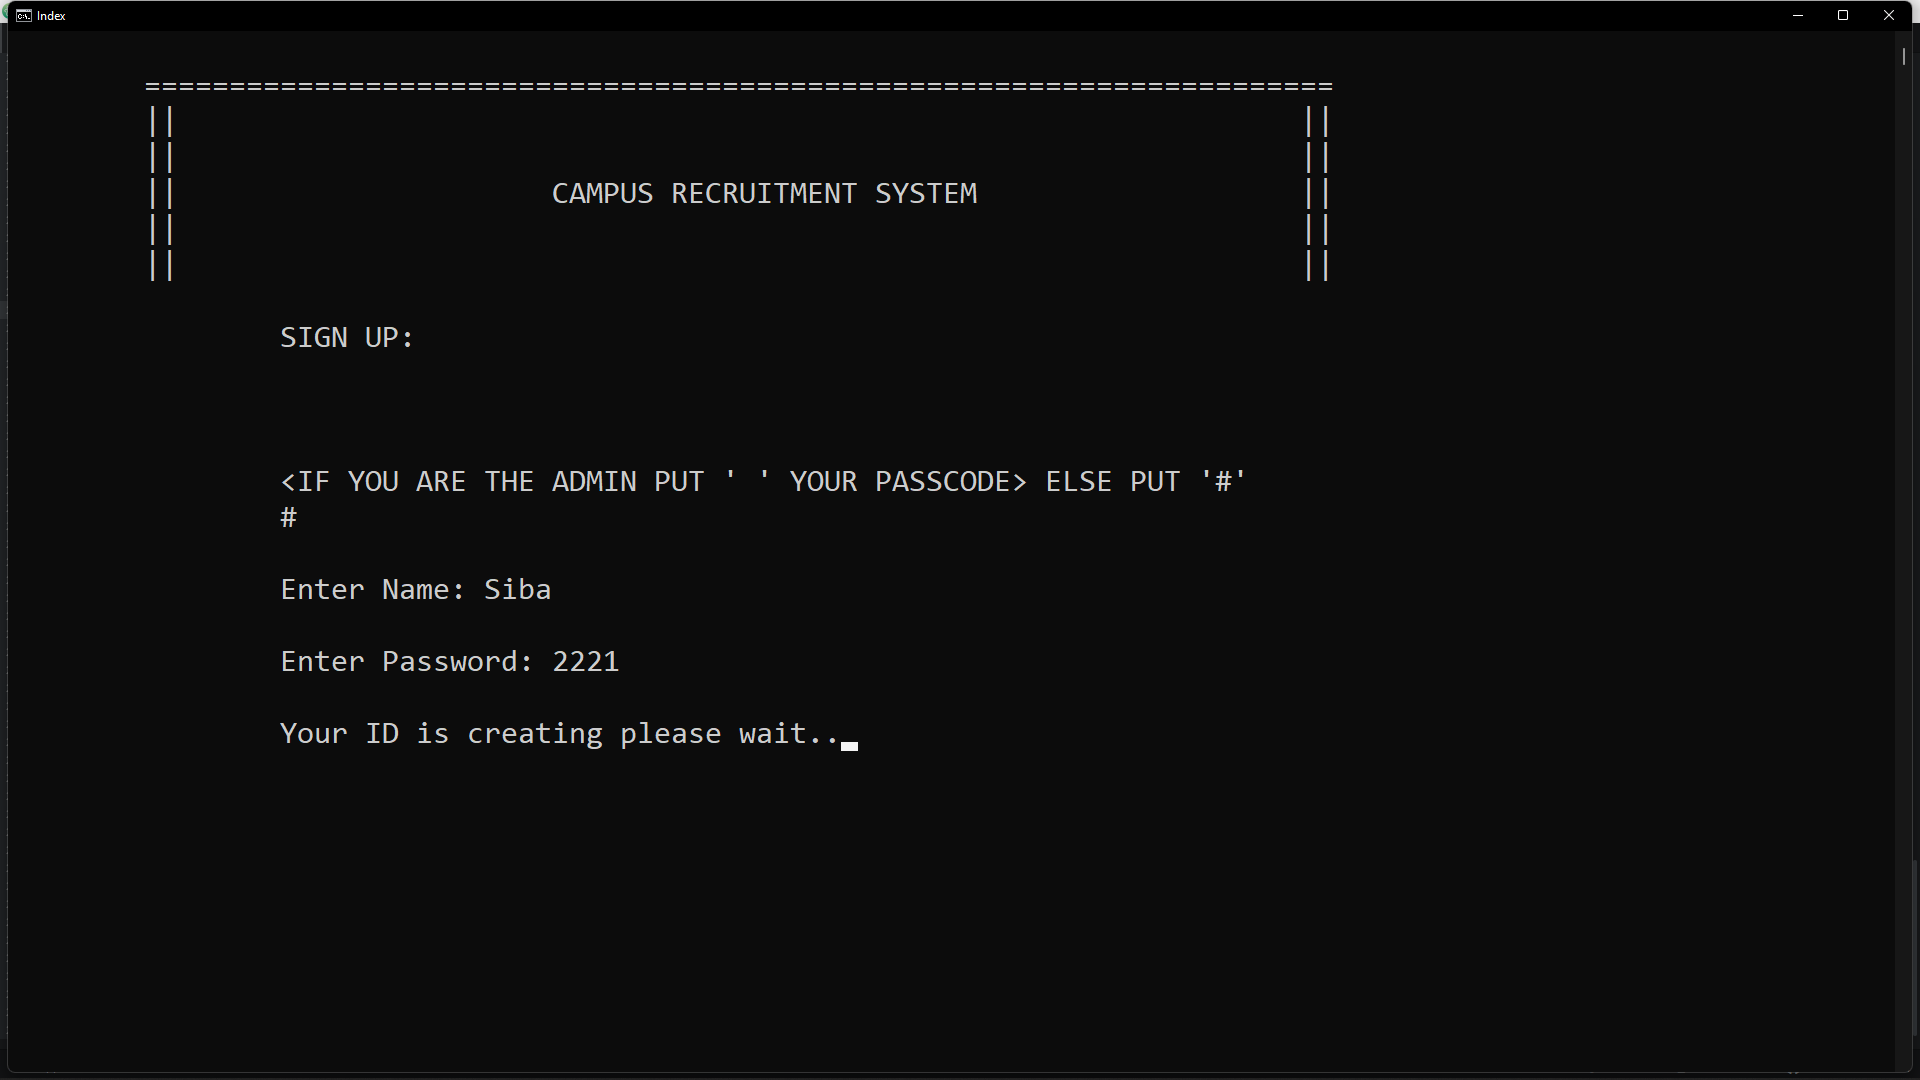 Index
======================================================================
|| ||
|| ||
|| CAMPUS RECRUITMENT SYSTEM ||
|| ||
|| ||
SIGN UP:
<IF YOU ARE THE ADMIN PUT ' ' YOUR PASSCODE> ELSE PUT '#'
#
Enter Name: Siba
Enter Password: 2221
Your ID is creating please wait..